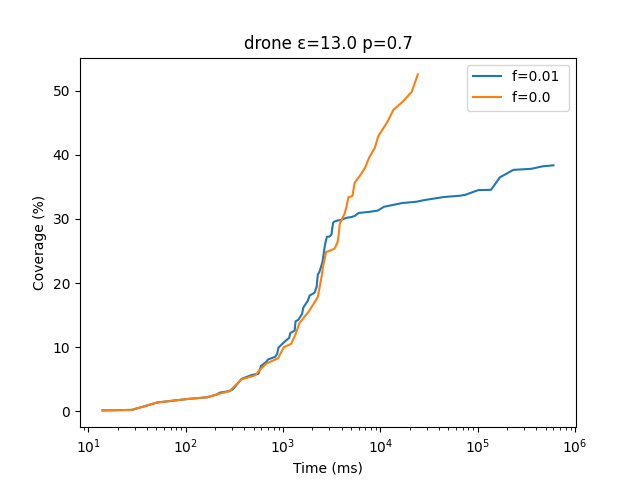 drone ε=13.0 p=0.7
f=0.01
f=0.0
Coverage (%)
50
40
30
20
10
0
10¹ 10² 10³ 10⁴ 10⁵ 10⁶
Time (ms)